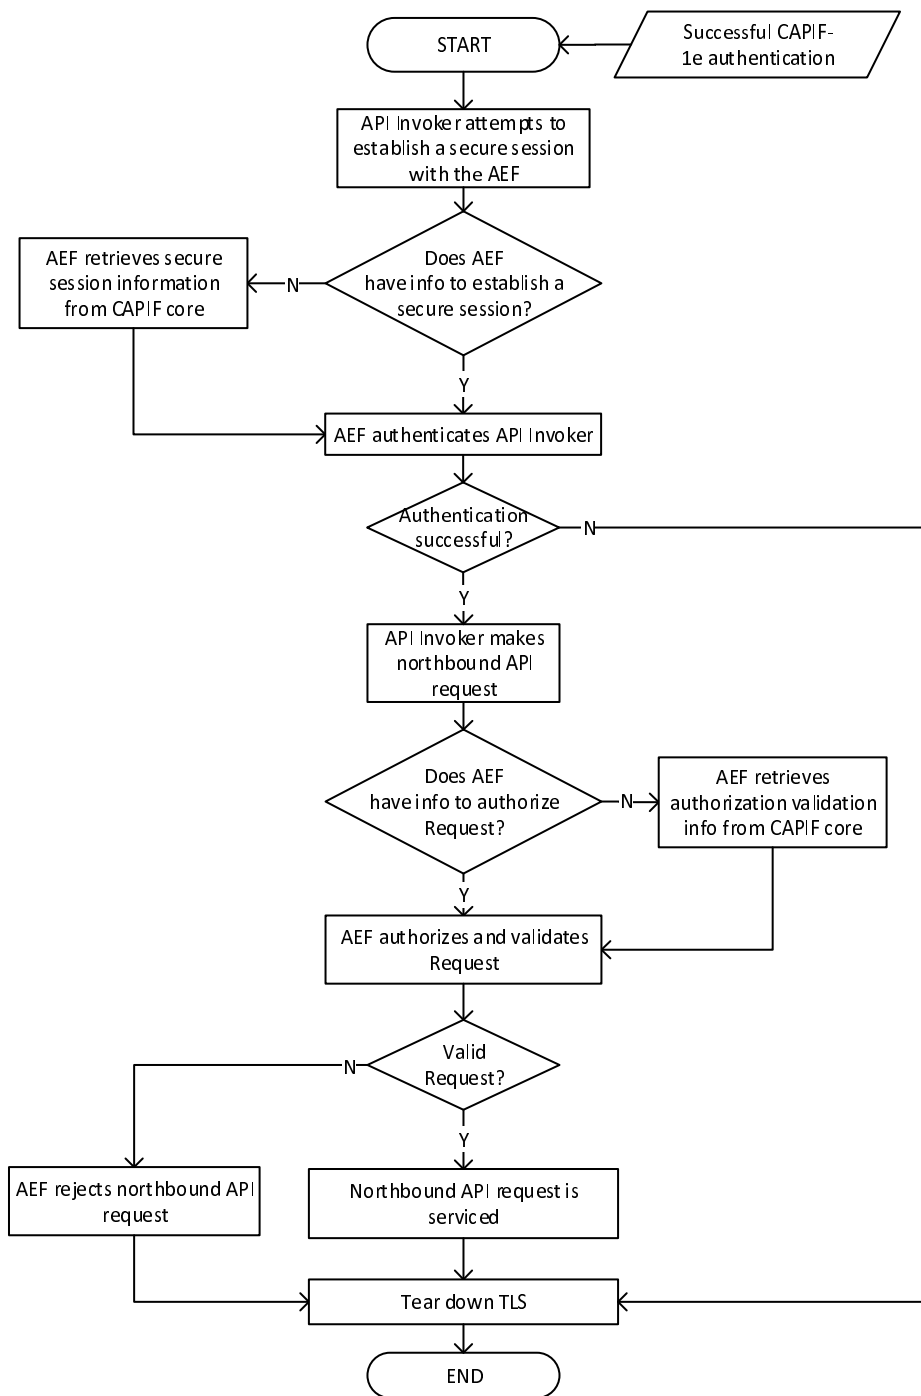 START
Successful CAPIF-
1e authentication
API Invoker attempts to
establish a secure session
with the AEF
Does AEF
have info to establish a
secure session?
N
AEF retrieves secure
session information
from CAPIF core
Y
AEF authenticates API Invoker
Authentication
successful?
N
Y
API Invoker makes
northbound API
request
Does AEF
have info to authorize
Request?
N
AEF retrieves
authorization validation
info from CAPIF core
Y
AEF authorizes and validates
Request
Valid
Request?
N
Y
AEF rejects northbound API
request
Northbound API request is
serviced
Tear down TLS
END